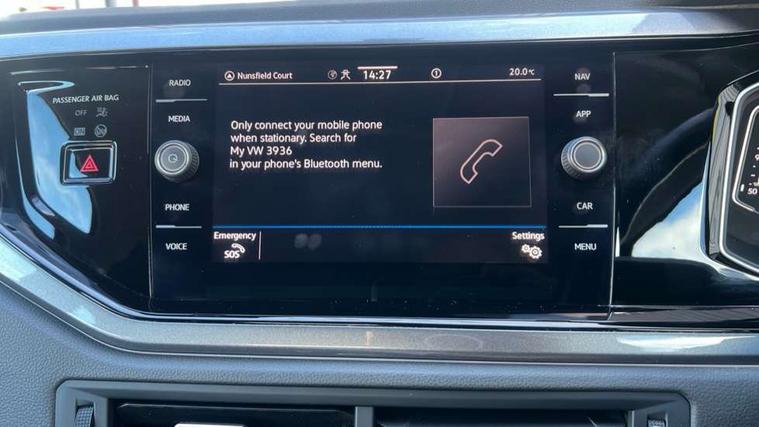 Nunsfield Court 14:27 20.0°C
RADIO
NAV
PASSENGER AIR BAG
OFF
ON
MEDIA
APP
Only connect your mobile phone
when stationary. Search for
My VW 3936
in your phone's Bluetooth menu.
PHONE
CAR
VOICE
MENU
Emergency
SOS
Settings
50